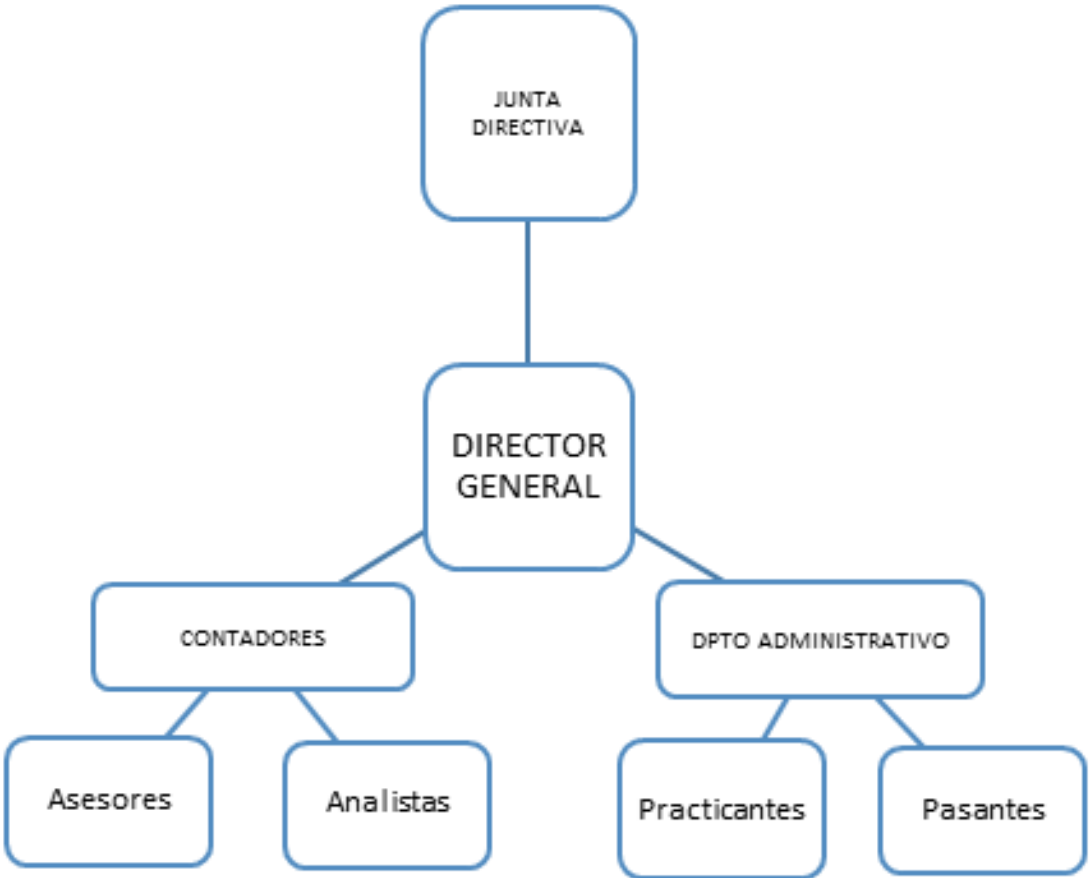 JUNTA
DIRECTIVA
DIRECTOR
GENERAL
CONTADORES
DPTO ADMINISTRATIVO
Asesores
Analistas
Practicantes
Pasantes